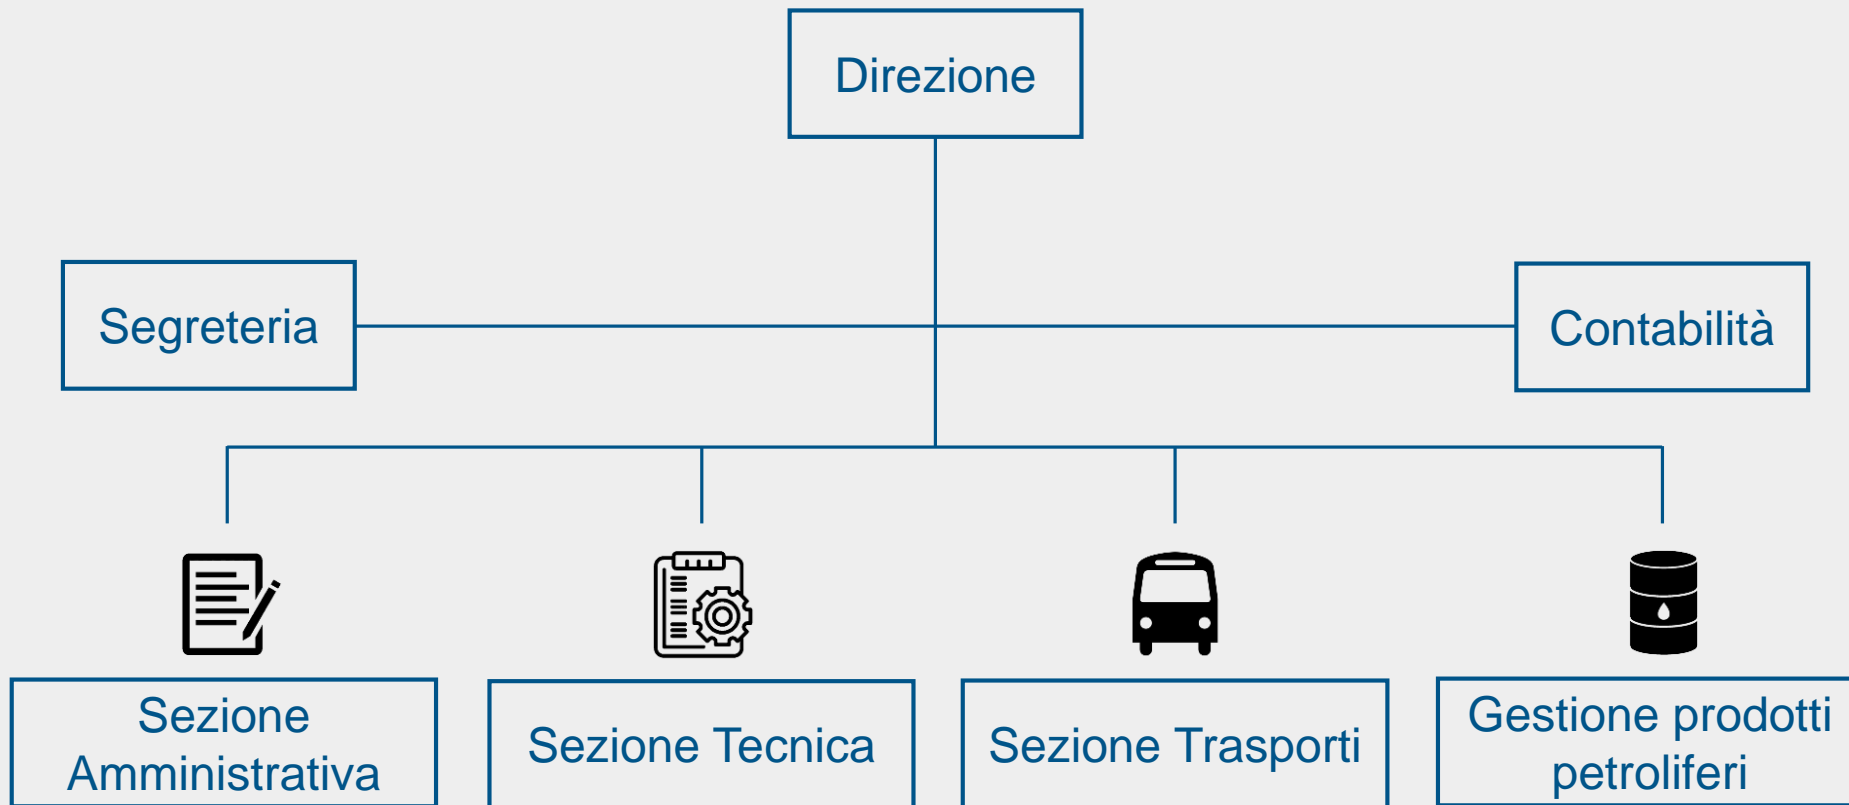 Direzione
Segreteria
Contabilità
Sezione
Amministrativa
Sezione Tecnica
Sezione Trasporti
Gestione prodotti
petroliferi